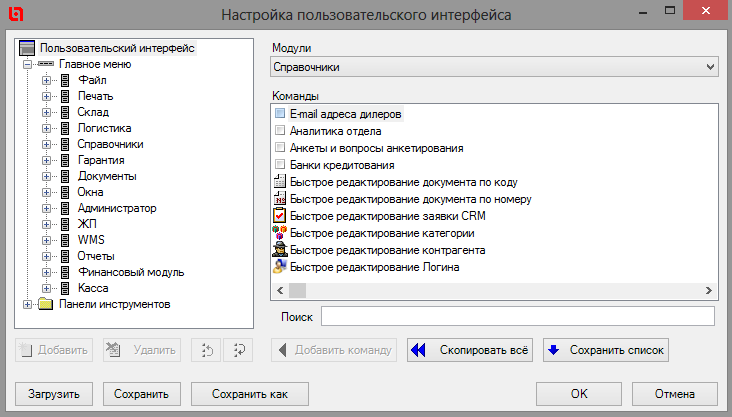 Настройка пользовательского интерфейса
Пользовательский интерфейс
Главное меню
Файл
Печать
Склад
Логистика
Справочники
Гарантия
Документы
Окна
Администратор
ЖП
WMS
Отчеты
Финансовый модуль
Касса
Панели инструментов
Добавить
Удалить
Модули
Справочники
Команды
E-mail адреса дилеров
Аналитика отдела
Анкеты и вопросы анкетирования
Банки кредитования
Быстрое редактирование документа по коду
Быстрое редактирование документа по номеру
Быстрое редактирование заявки CRM
Быстрое редактирование категории
Быстрое редактирование контрагента
Быстрое редактирование Логина
Поиск
Добавить команду
Скопировать всё
Сохранить список
Загрузить
Сохранить
Сохранить как
OK
Отмена